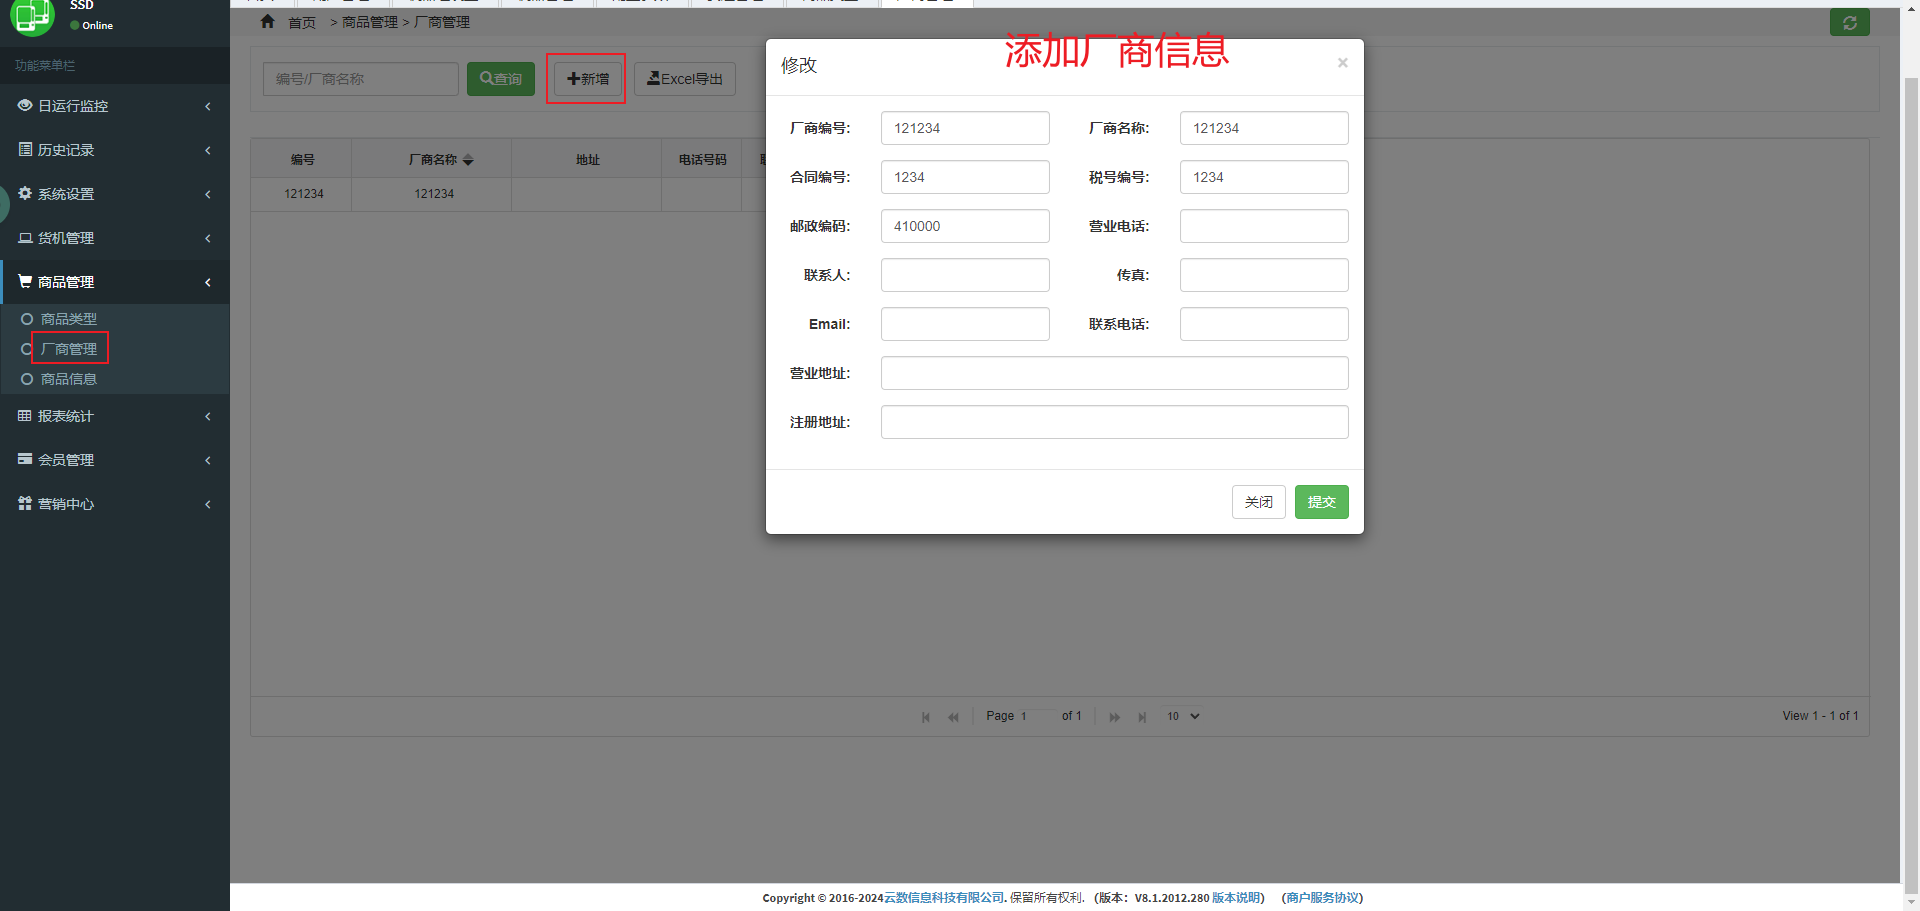 SSD
Online
功能菜单栏
日运行监控
历史记录
系统设置
货机管理
商品管理
商品类型
厂商管理
商品信息
报表统计
会员管理
营销中心
首页 > 商品管理 > 厂商管理
编号/厂商名称
查询
新增
Excel导出
编号 厂商名称 地址 电话号码
121234 121234
添加厂商信息
修改
×
厂商编号: 121234 厂商名称: 121234
合同编号: 1234 税号编号: 1234
邮政编码: 410000 营业电话:
联系人: 传真:
Email: 联系电话:
营业地址:
注册地址:
关闭 提交
Page 1 of 1 10
View 1 - 1 of 1
Copyright © 2016-2024云数信息科技有限公司. 保留所有权利. (版本: V8.1.2012.280 版本说明) (商户服务协议)